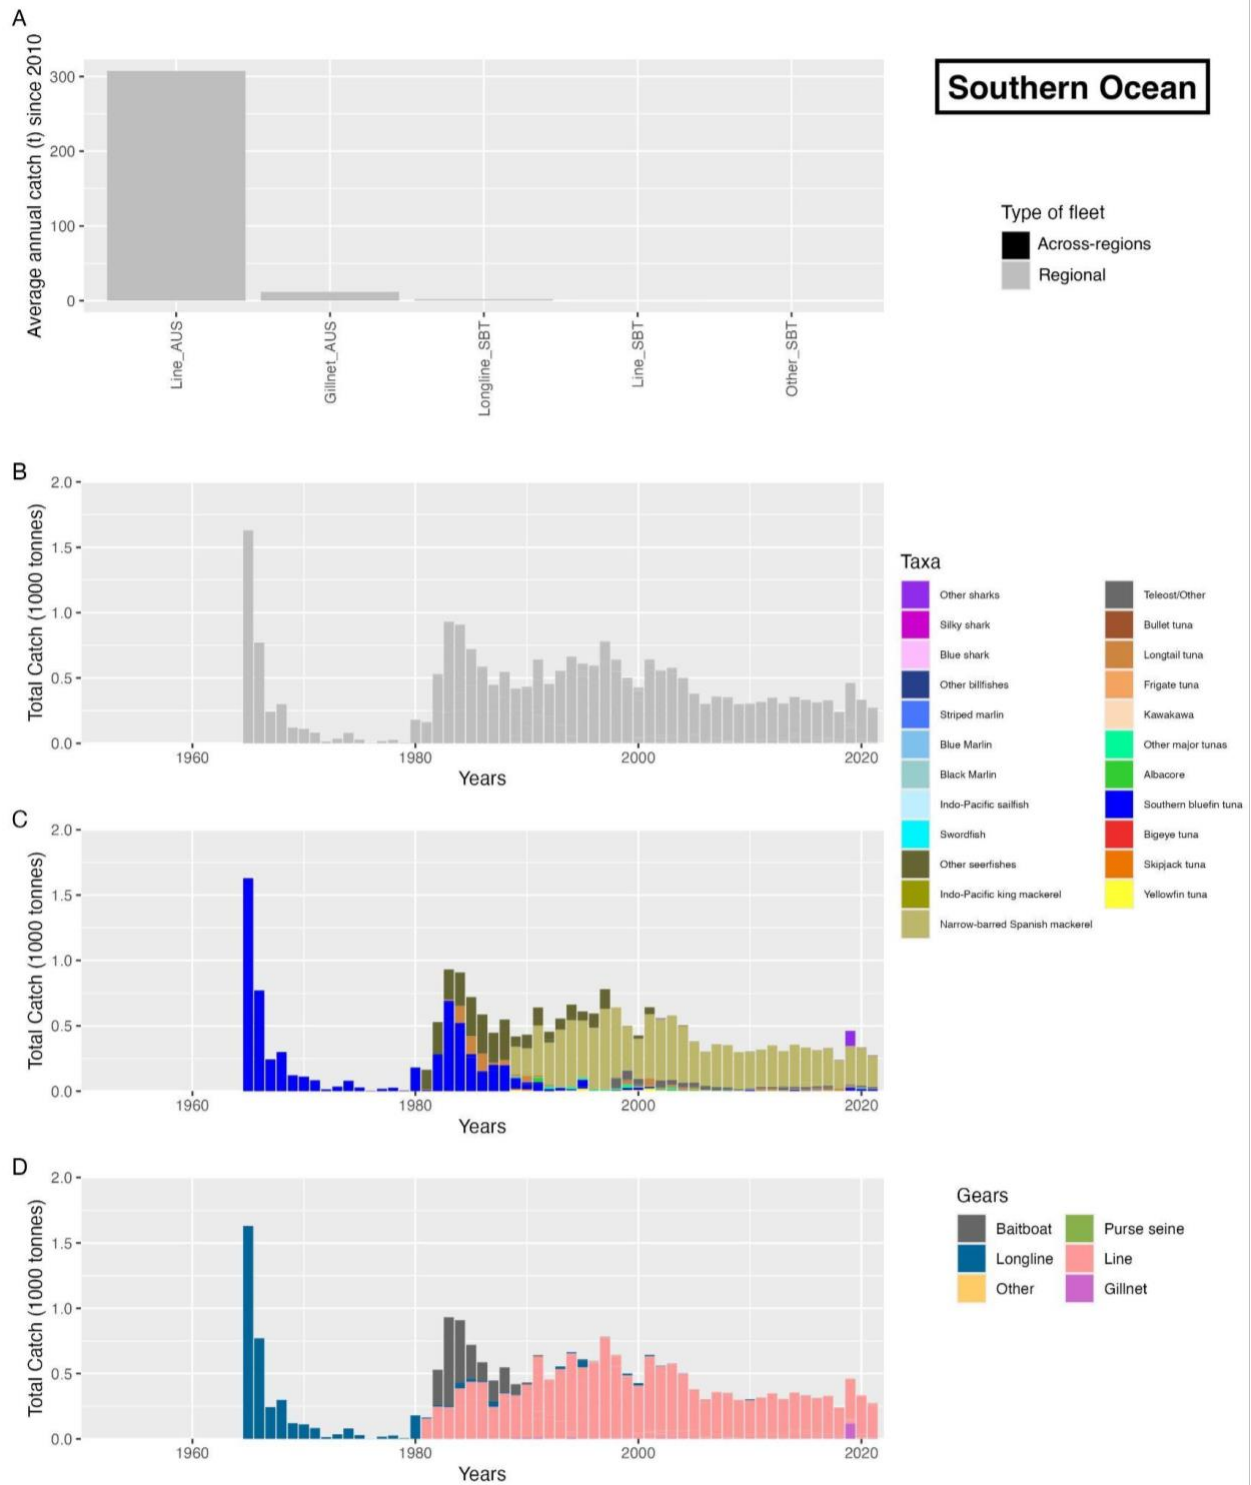 A
Average annual catch (t) since 2010
300
200
100
0
Line_AUS
Gillnet_AUS
Longline_SBT
Line_SBT
Other_SBT
Southern Ocean
Type of fleet
Across-regions
Regional
B
Total Catch (1000 tonnes)
2.0
1.5
1.0
0.5
0.0
1960
1980
2000
2020
Years
Taxa
Other sharks
Silky shark
Blue shark
Other billfishes
Striped marlin
Blue Marlin
Black Marlin
Indo-Pacific sailfish
Swordfish
Other seerfishes
Indo-Pacific king mackerel
Narrow-barred Spanish mackerel
Teleost/Other
Bullet tuna
Longtail tuna
Frigate tuna
Kawakawa
Other major tunas
Albacore
Southern bluefin tuna
Bigeye tuna
Skipjack tuna
Yellowfin tuna
C
Total Catch (1000 tonnes)
2.0
1.5
1.0
0.5
0.0
1960
1980
2000
2020
Years
D
Total Catch (1000 tonnes)
2.0
1.5
1.0
0.5
0.0
1960
1980
2000
2020
Years
Gears
Baitboat
Longline
Other
Purse seine
Line
Gillnet